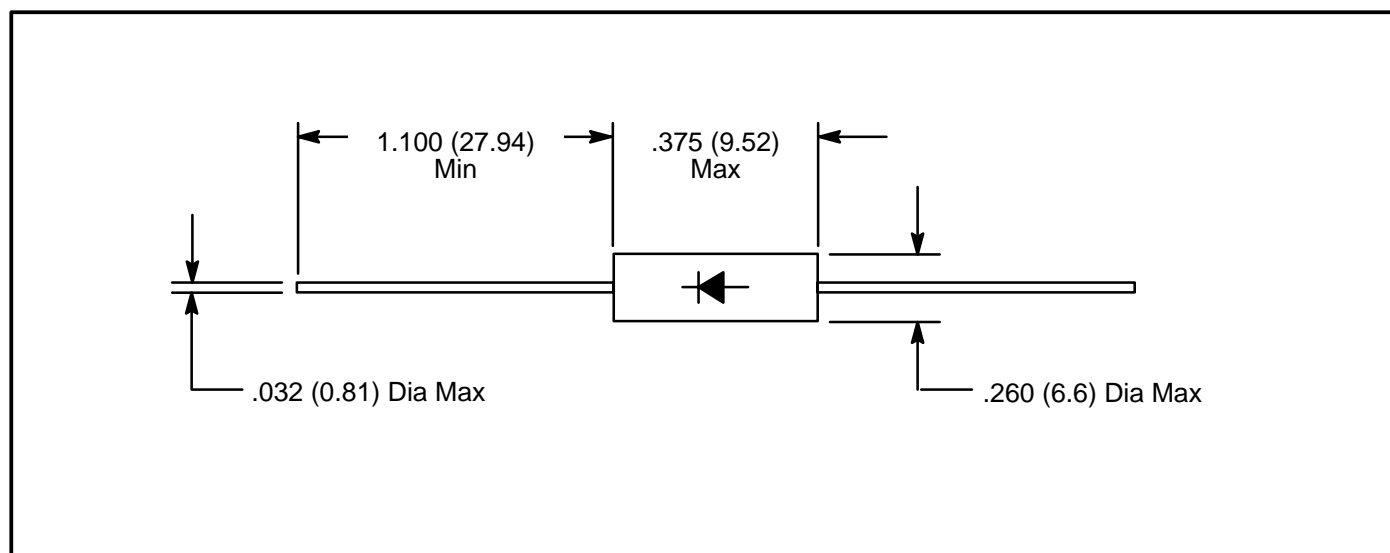 1.100 (27.94)
Min
.375 (9.52)
Max
.032 (0.81) Dia Max
.260 (6.6) Dia Max